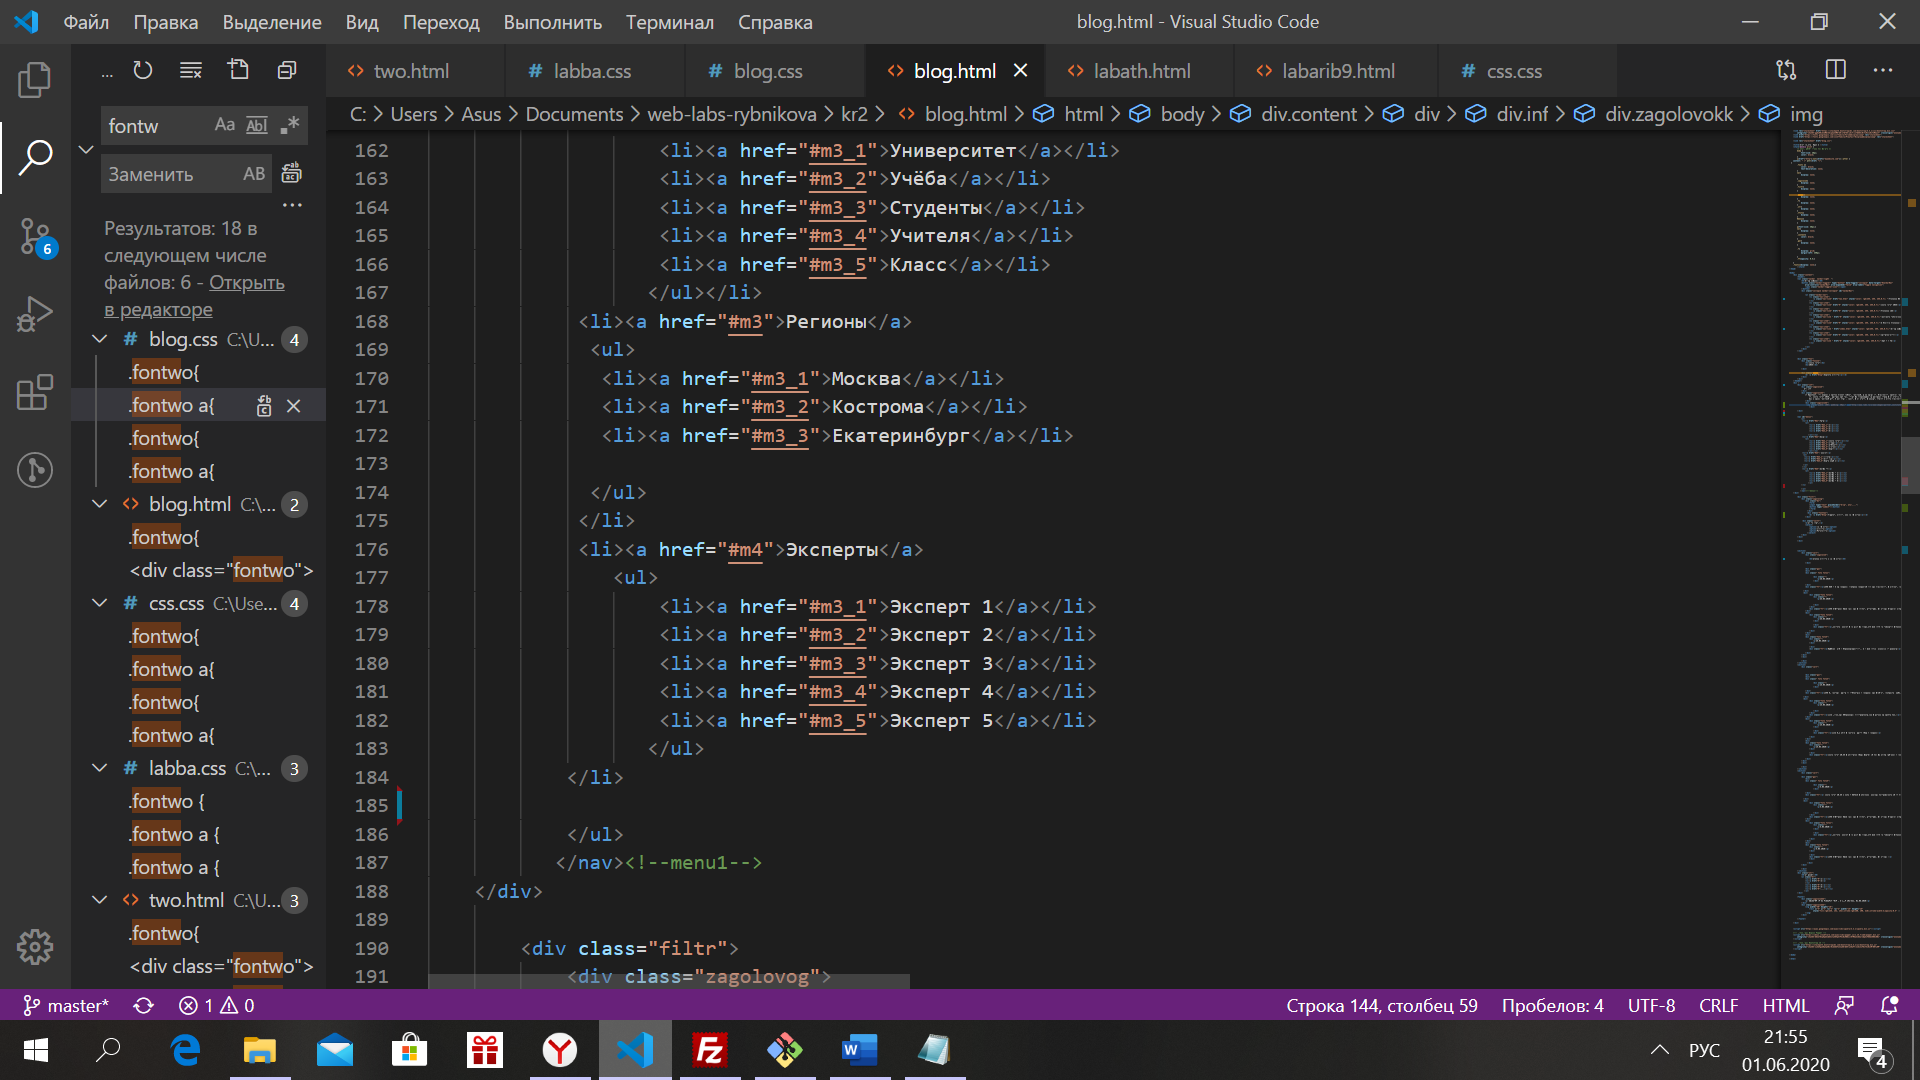 Файл Правка Выделение Вид Переход Выполнить Терминал Справка blog.html - Visual Studio Code
... two.html # labba.css # blog.css blog.html labath.html labarib9.html # css.css ...
C: > Users > Asus > Documents > web-labs-rybnikova > kr2 > blog.html > html > body > div.content > div > div.inf > div.zagolovokk > img
fontw Aa Abl .*
Заменить AB
...
Результатов: 18 в
следующем числе
файлов: 6 - Открыть
в редакторе
# blog.css C:\U... 4
.fontwo{
.fontwo a{
.fontwo{
.fontwo a{
blog.html C:\... 2
.fontwo{
<div class="fontwo">
# css.css C:\Use... 4
.fontwo{
.fontwo a{
.fontwo{
.fontwo a{
# labba.css C:\... 3
.fontwo {
.fontwo a {
.fontwo a {
two.html C:\U... 3
.fontwo{
<div class="fontwo">
162 <li><a href="#m3_1">Университет</a></li>
163 <li><a href="#m3_2">Учёба</a></li>
164 <li><a href="#m3_3">Студенты</a></li>
165 <li><a href="#m3_4">Учителя</a></li>
166 <li><a href="#m3_5">Класс</a></li>
167 </ul></li>
168 <li><a href="#m3">Регионы</a>
169 <ul>
170 <li><a href="#m3_1">Москва</a></li>
171 <li><a href="#m3_2">Кострома</a></li>
172 <li><a href="#m3_3">Екатеринбург</a></li>
173
174 </ul>
175 </li>
176 <li><a href="#m4">Эксперты</a>
177 <ul>
178 <li><a href="#m3_1">Эксперт 1</a></li>
179 <li><a href="#m3_2">Эксперт 2</a></li>
180 <li><a href="#m3_3">Эксперт 3</a></li>
181 <li><a href="#m3_4">Эксперт 4</a></li>
182 <li><a href="#m3_5">Эксперт 5</a></li>
183 </ul>
184 </li>
185
186 </ul>
187 </nav><!--menu1-->
188 </div>
189
190 <div class="filtr">
191 <div class="zagolovog">
6
master* 1 0 Строка 144, столбец 59 Пробелов: 4 UTF-8 CRLF HTML
РУС 21:55
01.06.2020 4